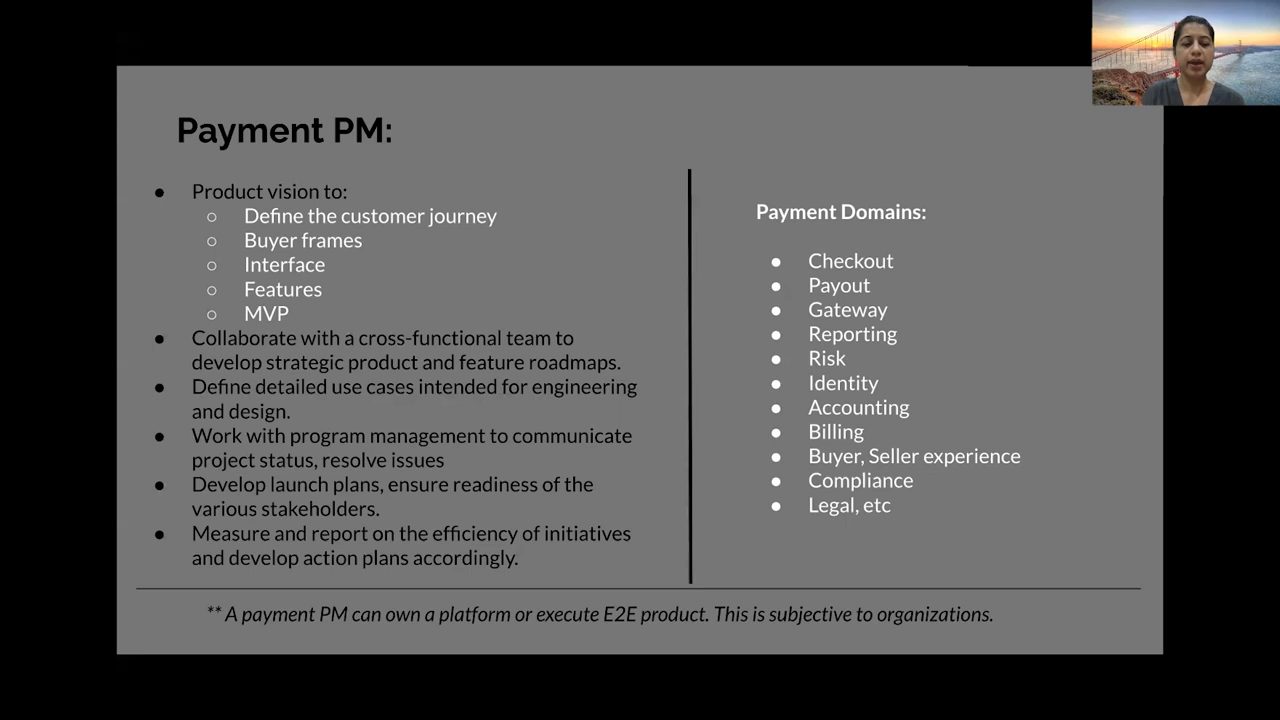 Payment PM:
● Product vision to:
○ Define the customer journey
○ Buyer frames
○ Interface
○ Features
○ MVP
● Collaborate with a cross-functional team to
develop strategic product and feature roadmaps.
● Define detailed use cases intended for engineering
and design.
● Work with program management to communicate
project status, resolve issues
● Develop launch plans, ensure readiness of the
various stakeholders.
● Measure and report on the efficiency of initiatives
and develop action plans accordingly.
Payment Domains:
● Checkout
● Payout
● Gateway
● Reporting
● Risk
● Identity
● Accounting
● Billing
● Buyer, Seller experience
● Compliance
● Legal, etc
** A payment PM can own a platform or execute E2E product. This is subjective to organizations.